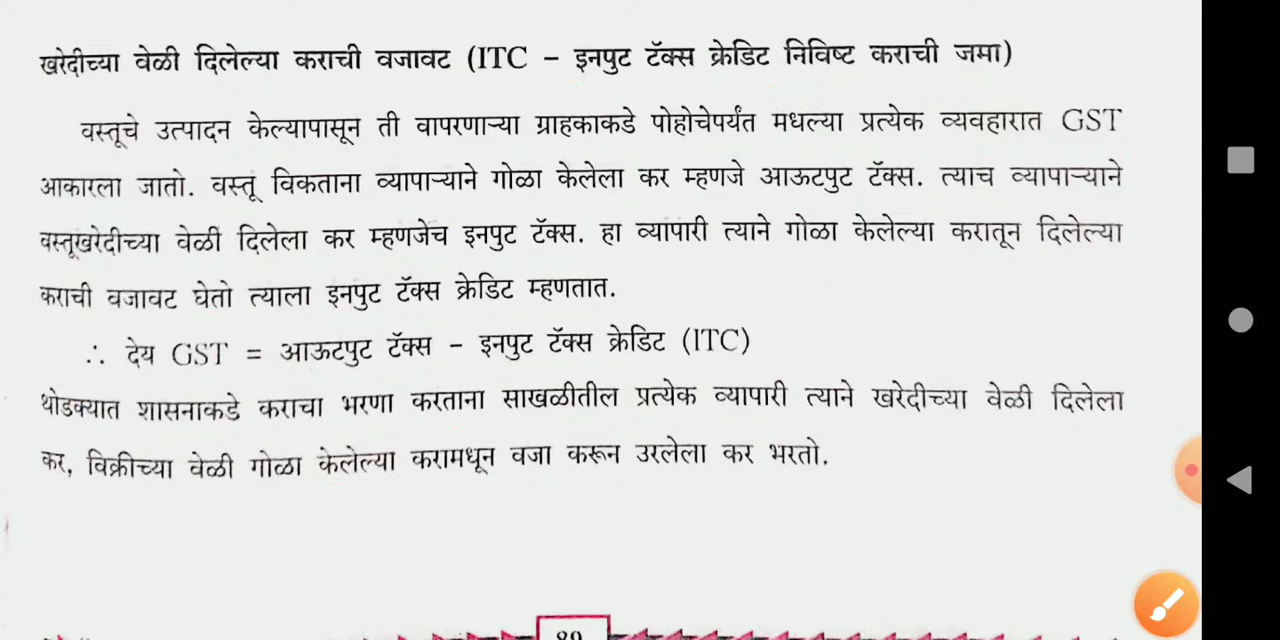 खरेदीच्या वेळी दिलेल्या कराची वजावट (ITC – इनपुट टॅक्स क्रेडिट निविष्ट कराची जमा)
वस्तूचे उत्पादन केल्यापासून ती वापरणाऱ्या ग्राहकाकडे पोहोचेपर्यंत मधल्या प्रत्येक व्यवहारात GST
आकारला जातो. वस्तू विकताना व्यापाऱ्याने गोळा केलेला कर म्हणजे आऊटपुट टॅक्स. त्याच व्यापाऱ्याने
वस्तूखरेदीच्या वेळी दिलेला कर म्हणजेच इनपुट टॅक्स. हा व्यापारी त्याने गोळा केलेल्या करातून दिलेल्या
कराची वजावट घेतो त्याला इनपुट टॅक्स क्रेडिट म्हणतात.
∴ देय GST = आऊटपुट टॅक्स – इनपुट टॅक्स क्रेडिट (ITC)
थोडक्यात शासनाकडे कराचा भरणा करताना साखळीतील प्रत्येक व्यापारी त्याने खरेदीच्या वेळी दिलेला
कर, विक्रीच्या वेळी गोळा केलेल्या करामधून वजा करून उरलेला कर भरतो.